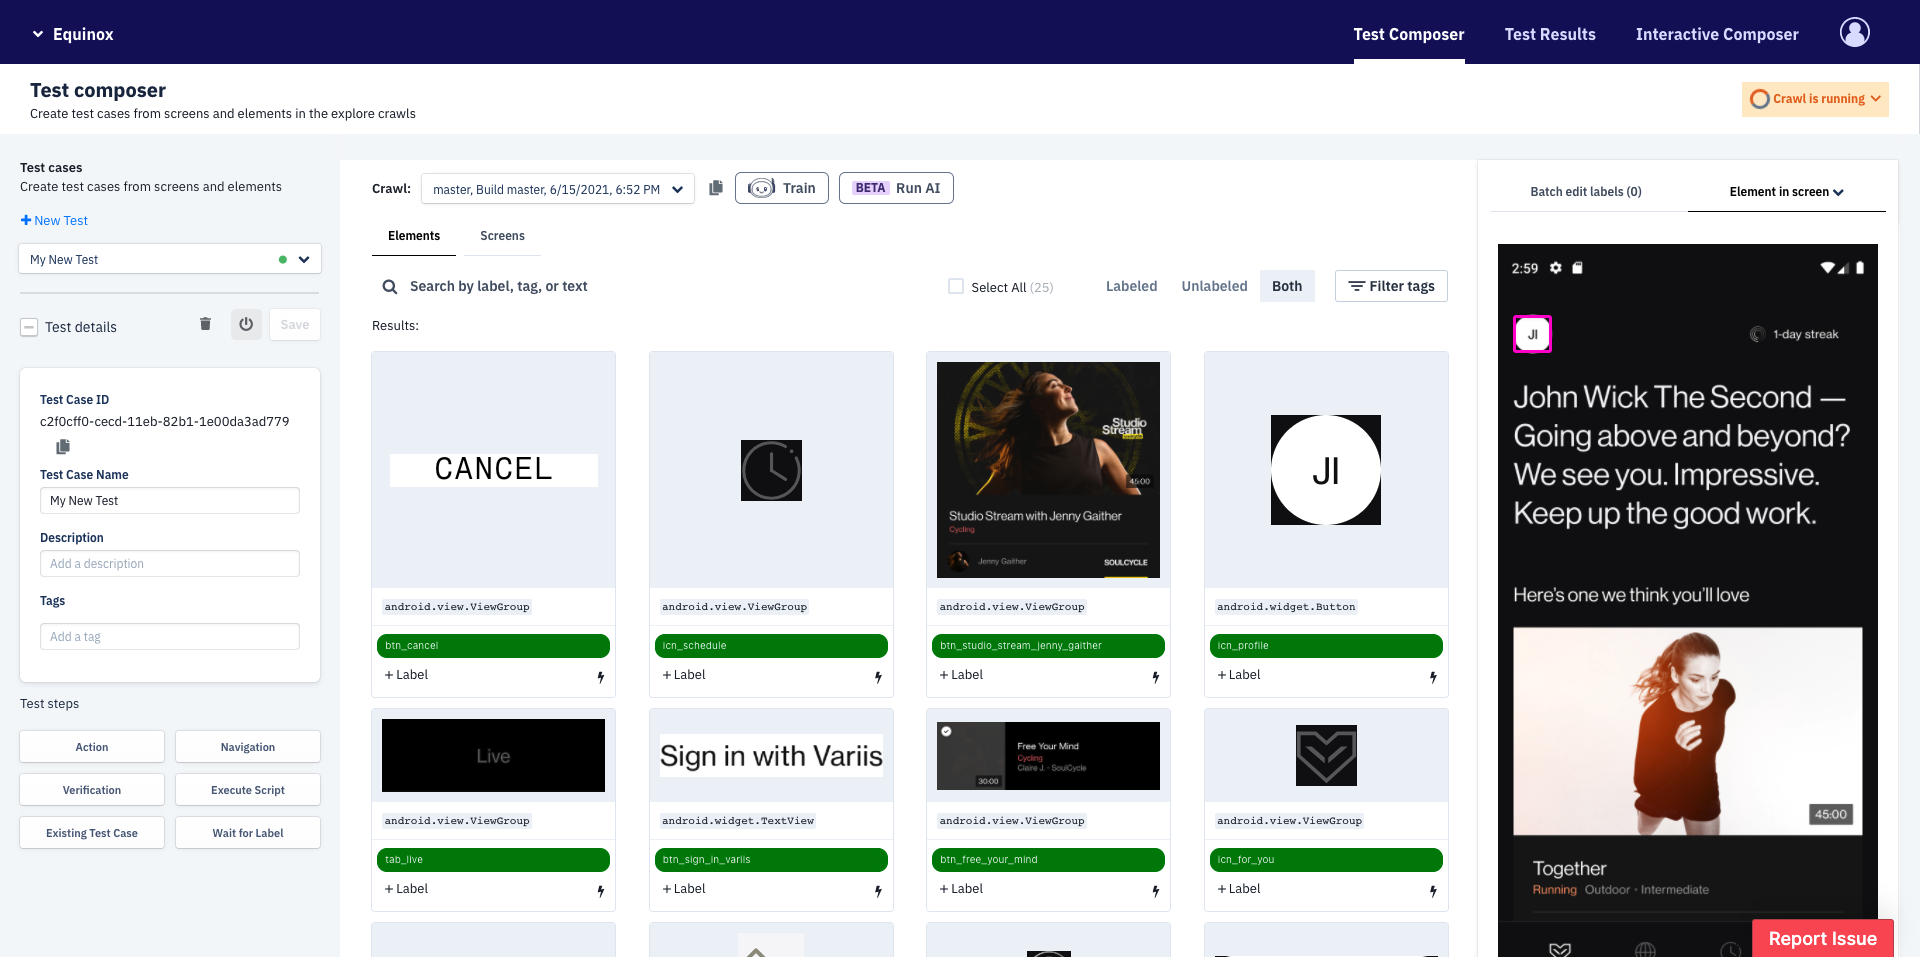 Equinox
Test Composer
Test Results
Interactive Composer
Test composer
Create test cases from screens and elements in the explore crawls
Crawl is running
Test cases
Create test cases from screens and elements
New Test
My New Test
Test details
Save
Test Case ID
c2f0cff0-cecd-11eb-82b1-1e00da3ad779
Test Case Name
My New Test
Description
Add a description
Tags
Add a tag
Test steps
Action
Navigation
Verification
Execute Script
Existing Test Case
Wait for Label
Crawl:
master, Build master, 6/15/2021, 6:52 PM
Train
BETA Run AI
Elements
Screens
Search by label, tag, or text
Select All (25)
Labeled
Unlabeled
Both
Filter tags
Results:
CANCEL
android.view.ViewGroup
btn_cancel
+ Label
android.view.ViewGroup
icn_schedule
+ Label
Studio
Stream
45:00
Studio Stream with Jenny Gaither
Cycling
Jenny Gaither
SOULCYCLE
android.view.ViewGroup
btn_studio_stream_jenny_gaither
+ Label
JI
android.widget.Button
icn_profile
+ Label
Live
android.view.ViewGroup
tab_live
+ Label
Sign in with Variis
android.widget.TextView
btn_sign_in_variis
+ Label
Free Your Mind
Cycling
Claire J. · SoulCycle
30:00
android.view.ViewGroup
btn_free_your_mind
+ Label
android.view.ViewGroup
icn_for_you
+ Label
Batch edit labels (0)
Element in screen
2:59
JI
1-day streak
John Wick The Second —
Going above and beyond?
We see you. Impressive.
Keep up the good work.
Here's one we think you'll love
45:00
Together
Running Outdoor · Intermediate
Report Issue